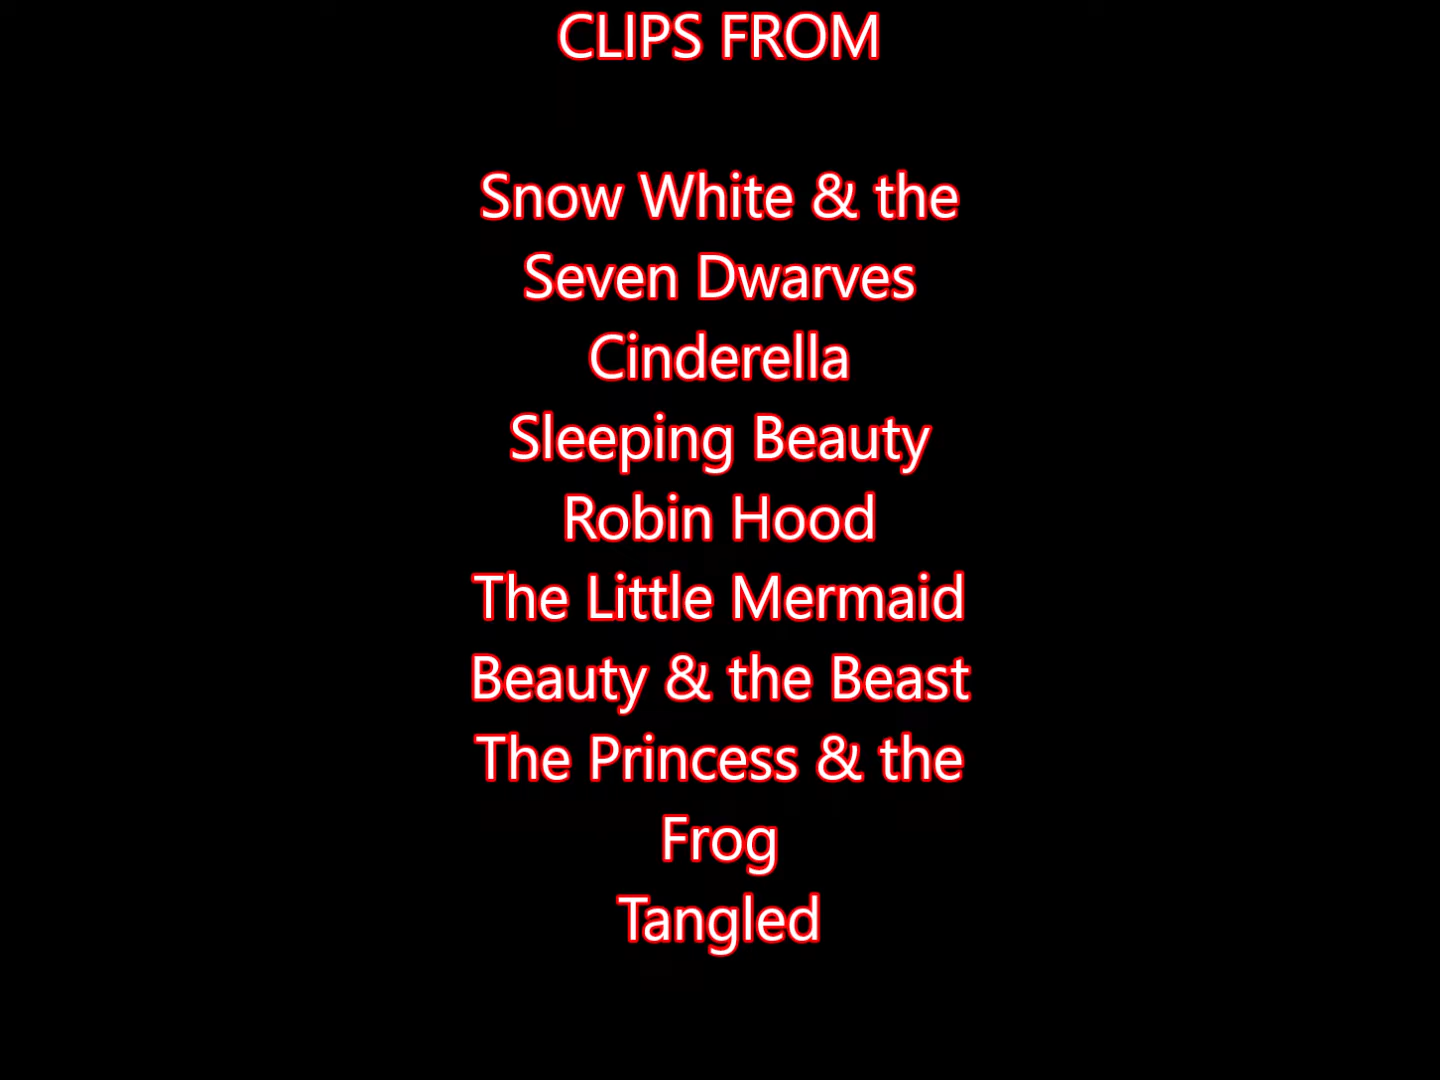 CLIPS FROM
Snow White & the
Seven Dwarves
Cinderella
Sleeping Beauty
Robin Hood
The Little Mermaid
Beauty & the Beast
The Princess & the
Frog
Tangled